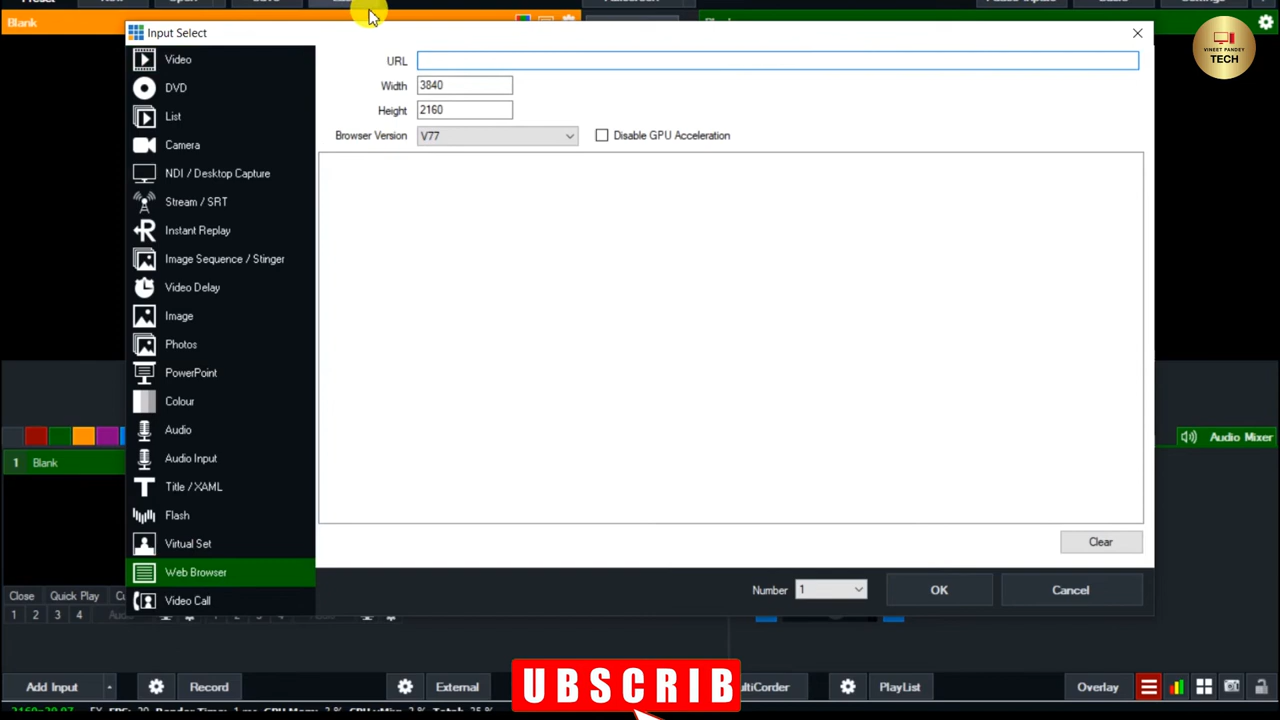 Blank
Input Select
VINEET PANDEY
TECH
Video
DVD
List
Camera
NDI / Desktop Capture
Stream / SRT
Instant Replay
Image Sequence / Stinger
Video Delay
Image
Photos
PowerPoint
Colour
Audio
Audio Input
Title / XAML
Flash
Virtual Set
Web Browser
Video Call
URL
Width 3840
Height 2160
Browser Version V77 Disable GPU Acceleration
Clear
Number 1 OK Cancel
Audio Mixer
1 Blank
Close Quick Play
1 2 3 4
UBSCRIB
Add Input Record External PlayList Overlay